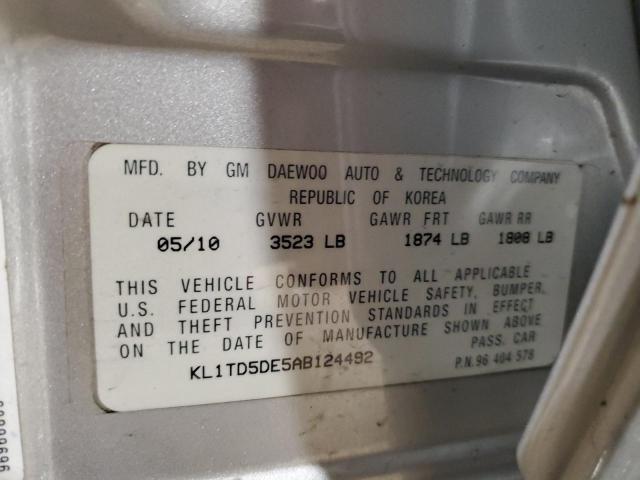 MFD. BY GM DAEWOO AUTO & TECHNOLOGY COMPANY
REPUBLIC OF KOREA
DATE GVWR GAWR FRT GAWR RR
05/10 3523 LB 1874 LB 1808 LB
THIS VEHICLE CONFORMS TO ALL APPLICABLE
U.S. FEDERAL MOTOR VEHICLE SAFETY, BUMPER,
AND THEFT PREVENTION STANDARDS IN EFFECT
ON THE DATE OF MANUFACTURE SHOWN ABOVE
PASS. CAR
KL1TD5DE5AB124492
P.N.96 404 578